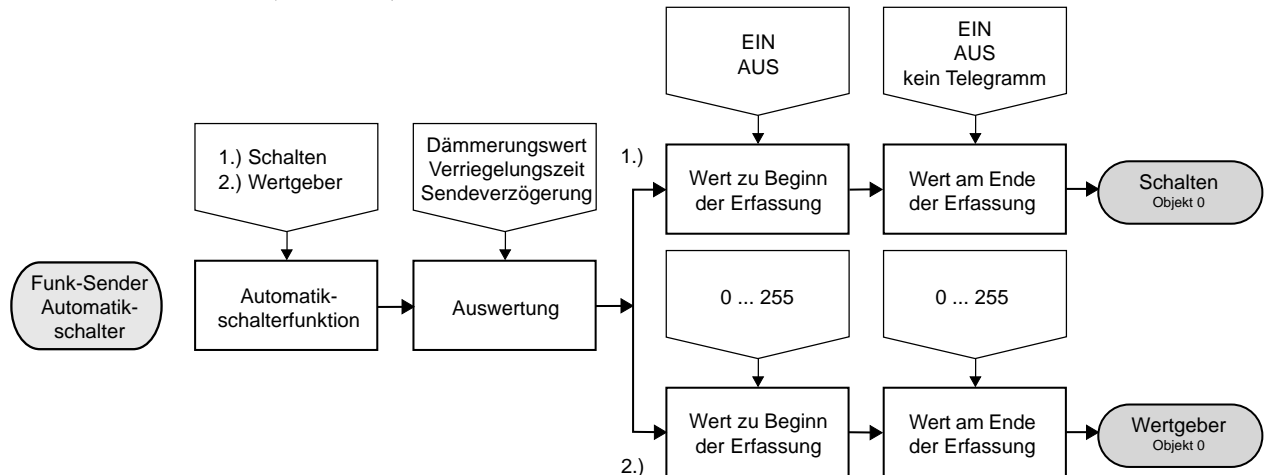 EIN
AUS
EIN
AUS
kein Telegramm
1.) Schalten
2.) Wertgeber
Dämmerungswert
Verriegelungszeit
Sendeverzögerung
1.)
Wert zu Beginn
der Erfassung
Wert am Ende
der Erfassung
Schalten
Objekt 0
Funk-Sender
Automatik-
schalter
Automatik-
schalterfunktion
Auswertung
0 ... 255
0 ... 255
2.)
Wert zu Beginn
der Erfassung
Wert am Ende
der Erfassung
Wertgeber
Objekt 0